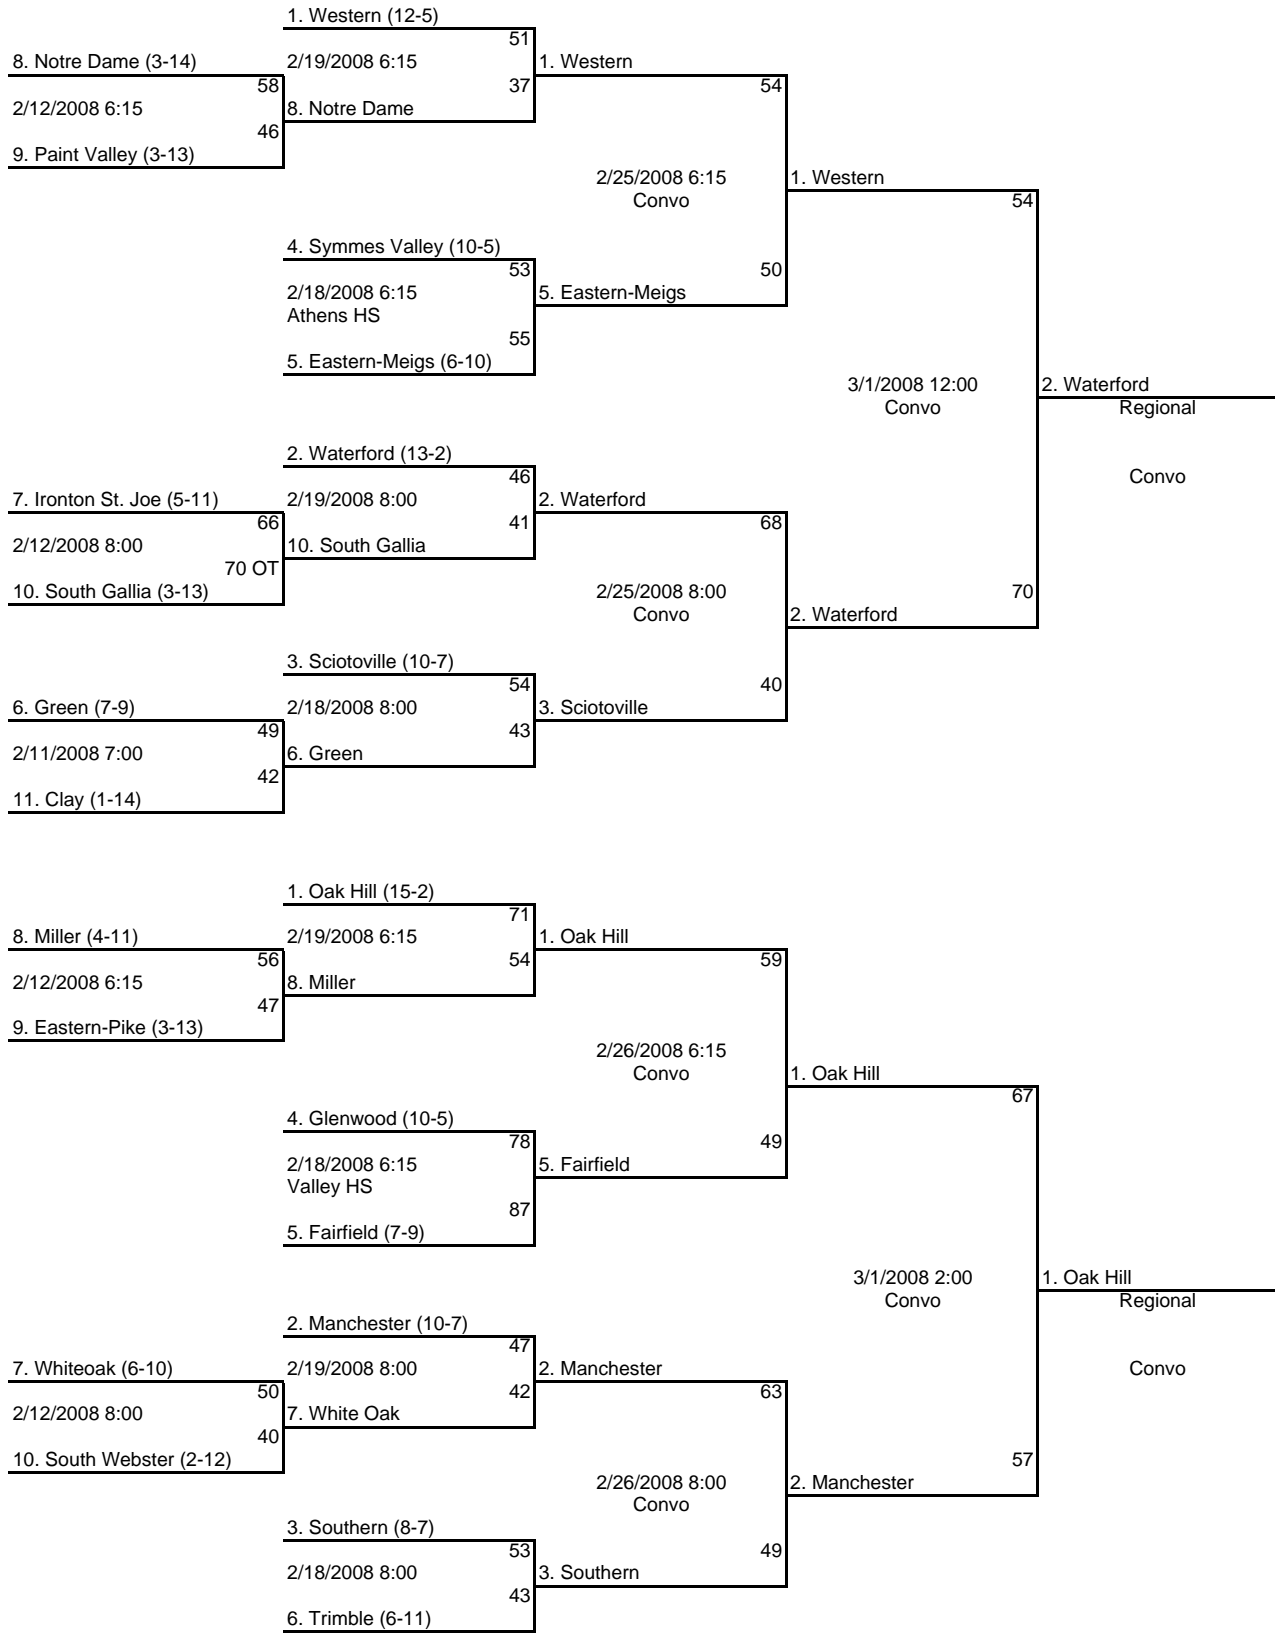 1. Western (12-5)
51
8. Notre Dame (3-14)
2/19/2008 6:15
1. Western
58
37
54
2/12/2008 6:15
8. Notre Dame
46
9. Paint Valley (3-13)
2/25/2008 6:15
1. Western
Convo
54
4. Symmes Valley (10-5)
53
50
2/18/2008 6:15
5. Eastern-Meigs
Athens HS
55
5. Eastern-Meigs (6-10)
3/1/2008 12:00
2. Waterford
Convo
Regional
2. Waterford (13-2)
46
Convo
7. Ironton St. Joe (5-11)
2/19/2008 8:00
2. Waterford
66
41
68
2/12/2008 8:00
10. South Gallia
70 OT
10. South Gallia (3-13)
2/25/2008 8:00
70
Convo
2. Waterford
3. Sciotoville (10-7)
54
40
6. Green (7-9)
2/18/2008 8:00
3. Sciotoville
49
43
2/11/2008 7:00
6. Green
42
11. Clay (1-14)
1. Oak Hill (15-2)
71
8. Miller (4-11)
2/19/2008 6:15
1. Oak Hill
56
54
59
2/12/2008 6:15
8. Miller
47
9. Eastern-Pike (3-13)
2/26/2008 6:15
Convo
1. Oak Hill
67
4. Glenwood (10-5)
78
49
2/18/2008 6:15
5. Fairfield
Valley HS
87
5. Fairfield (7-9)
3/1/2008 2:00
1. Oak Hill
Convo
Regional
2. Manchester (10-7)
47
7. Whiteoak (6-10)
2/19/2008 8:00
2. Manchester
Convo
50
42
63
2/12/2008 8:00
7. White Oak
40
10. South Webster (2-12)
57
2/26/2008 8:00
2. Manchester
Convo
3. Southern (8-7)
53
49
2/18/2008 8:00
3. Southern
43
6. Trimble (6-11)